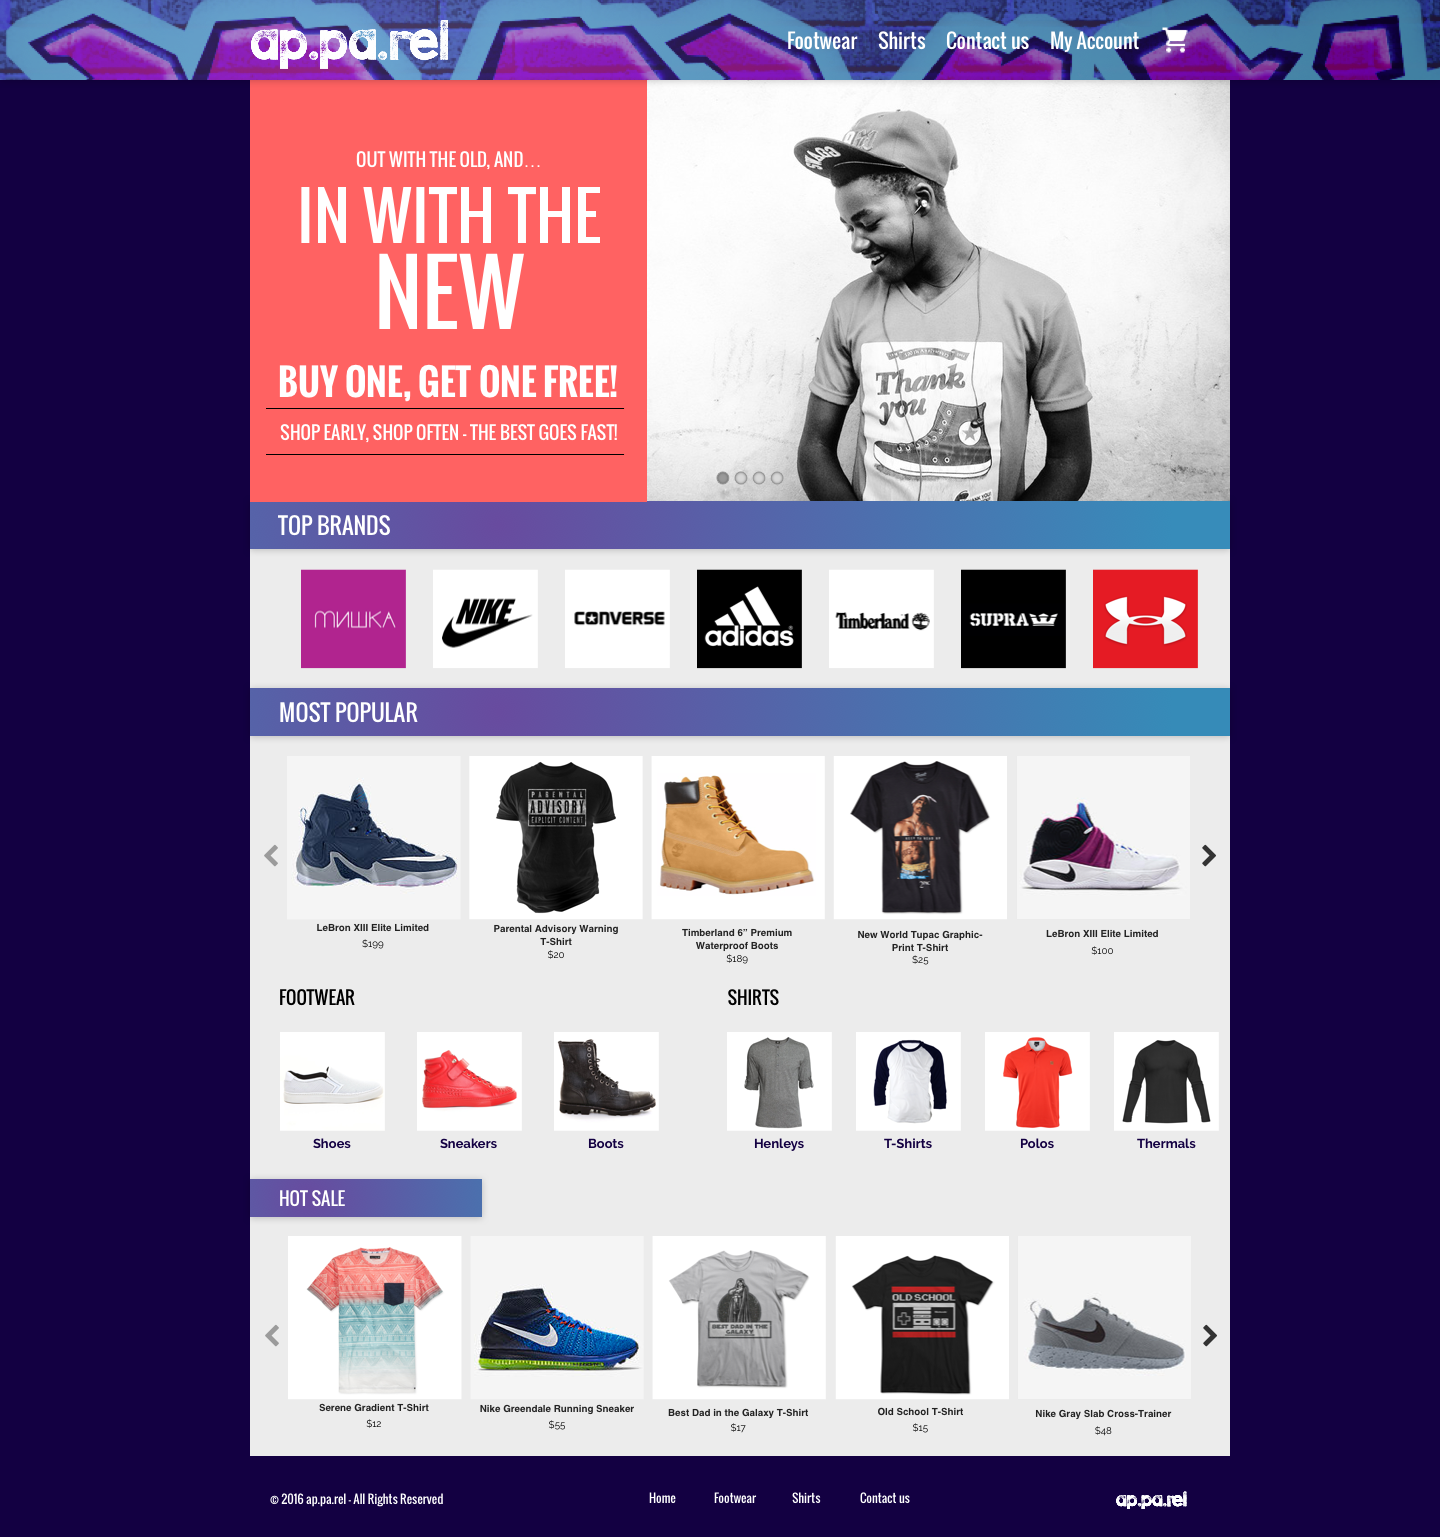 ap.pa.rel
Footwear Shirts Contact us My Account
OUT WITH THE OLD, AND...
IN WITH THE
NEW
BUY ONE, GET ONE FREE!
SHOP EARLY, SHOP OFTEN - THE BEST GOES FAST!
Thank
you
TOP BRANDS
мишка
NIKE
CONVERSE
adidas
Timberland
SUPRA
MOST POPULAR
PARENTAL
ADVISORY
EXPLICIT CONTENT
LeBron XIII Elite Limited
$199
Parental Advisory Warning
T-Shirt
$20
Timberland 6” Premium
Waterproof Boots
$189
New World Tupac Graphic-
Print T-Shirt
$25
LeBron XIII Elite Limited
$100
FOOTWEAR
SHIRTS
Shoes
Sneakers
Boots
Henleys
T-Shirts
Polos
Thermals
HOT SALE
BEST DAD IN THE
GALAXY
OLD SCHOOL
Serene Gradient T-Shirt
$12
Nike Greendale Running Sneaker
$55
Best Dad in the Galaxy T-Shirt
$17
Old School T-Shirt
$15
Nike Gray Slab Cross-Trainer
$48
© 2016 ap.pa.rel - All Rights Reserved
Home Footwear Shirts Contact us
ap.pa.rel